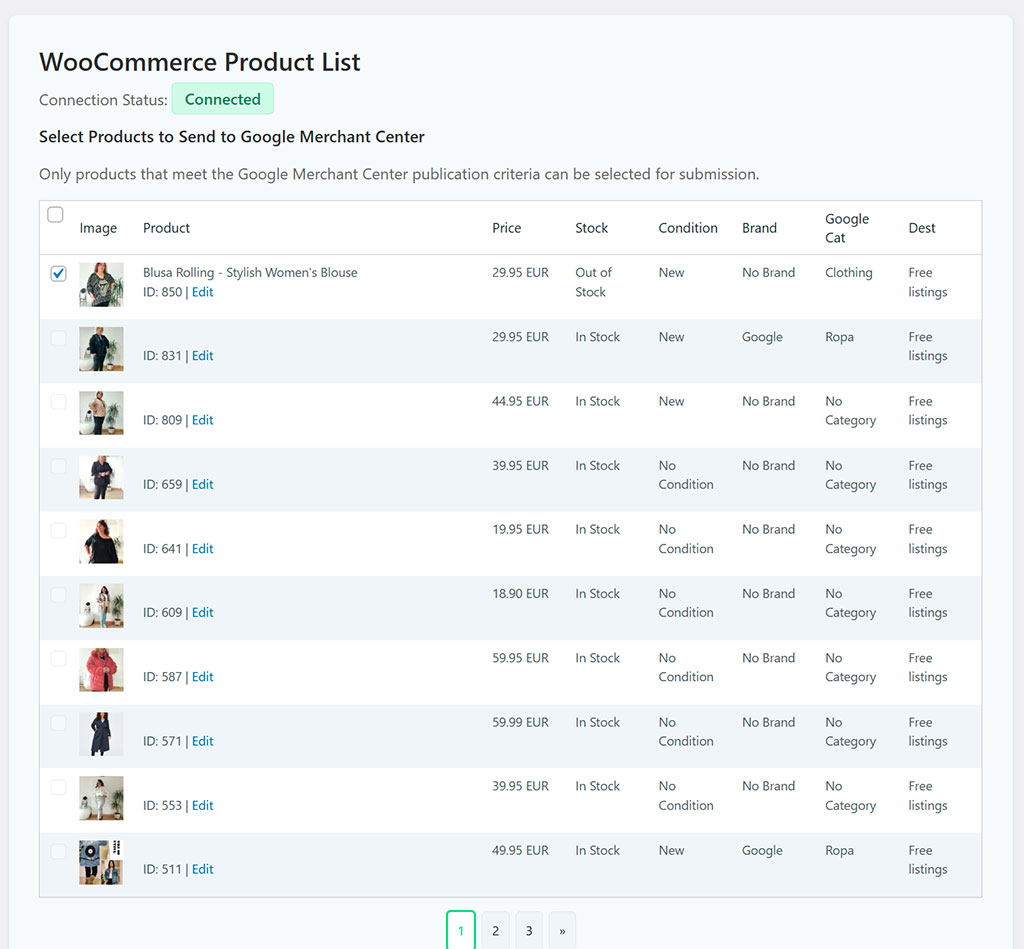 WooCommerce Product List
Connection Status: Connected
Select Products to Send to Google Merchant Center
Only products that meet the Google Merchant Center publication criteria can be selected for submission.
Image Product Price Stock Condition Brand Google Cat Dest
Blusa Rolling - Stylish Women's Blouse 29.95 EUR Out of New No Brand Clothing Free
ID: 850 | Edit Stock listings
29.95 EUR In Stock New Google Ropa Free
ID: 831 | Edit listings
44.95 EUR In Stock New No Brand No Free
ID: 809 | Edit Category listings
39.95 EUR In Stock No No Brand No Free
ID: 659 | Edit Condition Category listings
19.95 EUR In Stock No No Brand No Free
ID: 641 | Edit Condition Category listings
18.90 EUR In Stock No No Brand No Free
ID: 609 | Edit Condition Category listings
59.95 EUR In Stock No No Brand No Free
ID: 587 | Edit Condition Category listings
59.99 EUR In Stock No No Brand No Free
ID: 571 | Edit Condition Category listings
39.95 EUR In Stock No No Brand No Free
ID: 553 | Edit Condition Category listings
49.95 EUR In Stock New Google Ropa Free
ID: 511 | Edit listings
1 2 3 »